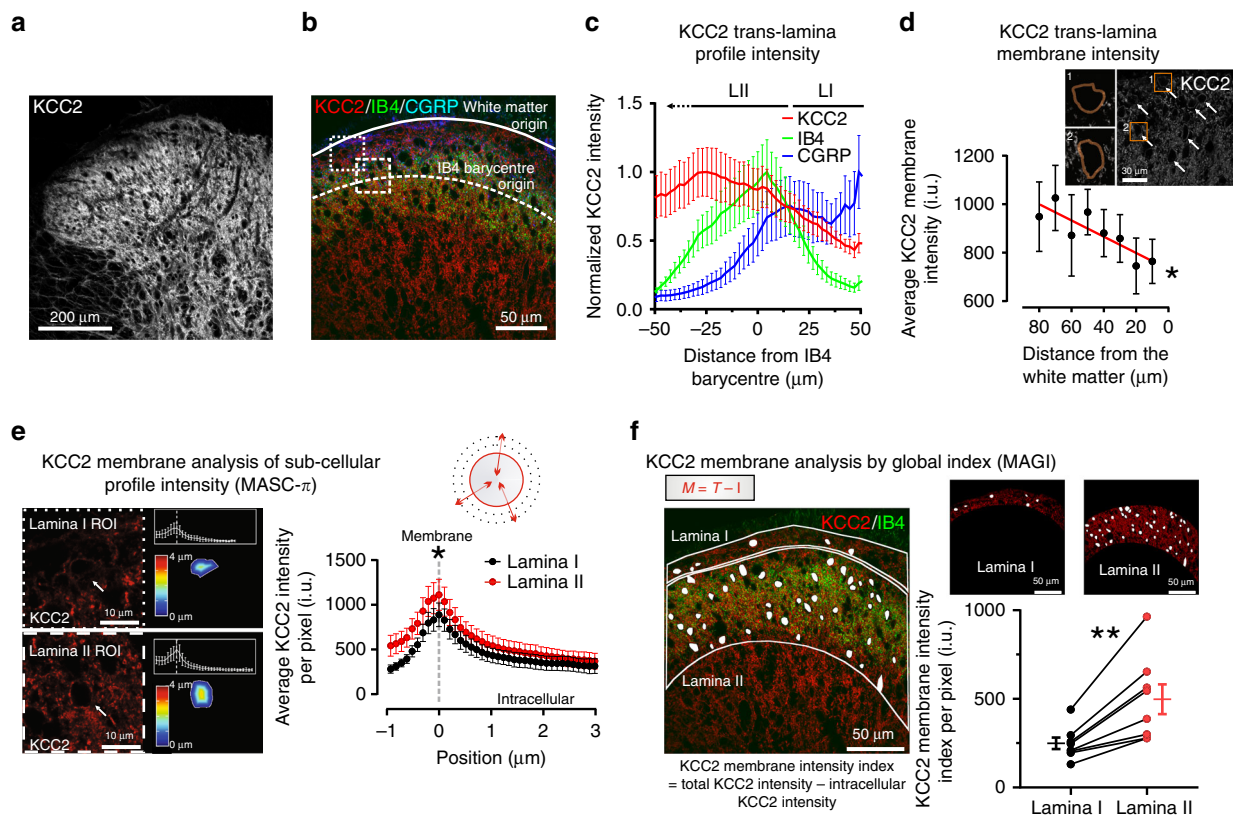 a
KCC2
200 μm
b
KCC2/IB4/CGRP
White matter
origin
IB4 barycentre
origin
50 μm
c
KCC2 trans-lamina
profile intensity
LII
LI
KCC2
IB4
CGRP
Normalized KCC2 intensity
1.5
1.0
0.5
0.0
−50
−25
0
25
50
Distance from IB4
barycentre (μm)
d
KCC2 trans-lamina
membrane intensity
1
2
1
2
KCC2
30 μm
Average KCC2 membrane
intensity (i.u.)
1200
1000
800
600
*
80
60
40
20
0
Distance from the
white matter (μm)
e
KCC2 membrane analysis of sub-cellular
profile intensity (MASC-π)
Lamina I ROI
KCC2
10 μm
4 μm
0 μm
Lamina II ROI
KCC2
10 μm
4 μm
0 μm
Average KCC2 intensity
per pixel (i.u.)
1500
1000
500
0
Membrane
*
Lamina I
Lamina II
Intracellular
−1
0
1
2
3
Position (μm)
f
KCC2 membrane analysis by global index (MAGI)
M = T − I
KCC2/IB4
Lamina I
Lamina II
50 μm
KCC2 membrane intensity index
= total KCC2 intensity − intracellular
KCC2 intensity
Lamina I
50 μm
Lamina II
50 μm
KCC2 membrane intensity
index per pixel (i.u.)
1000
500
0
**
Lamina I
Lamina II